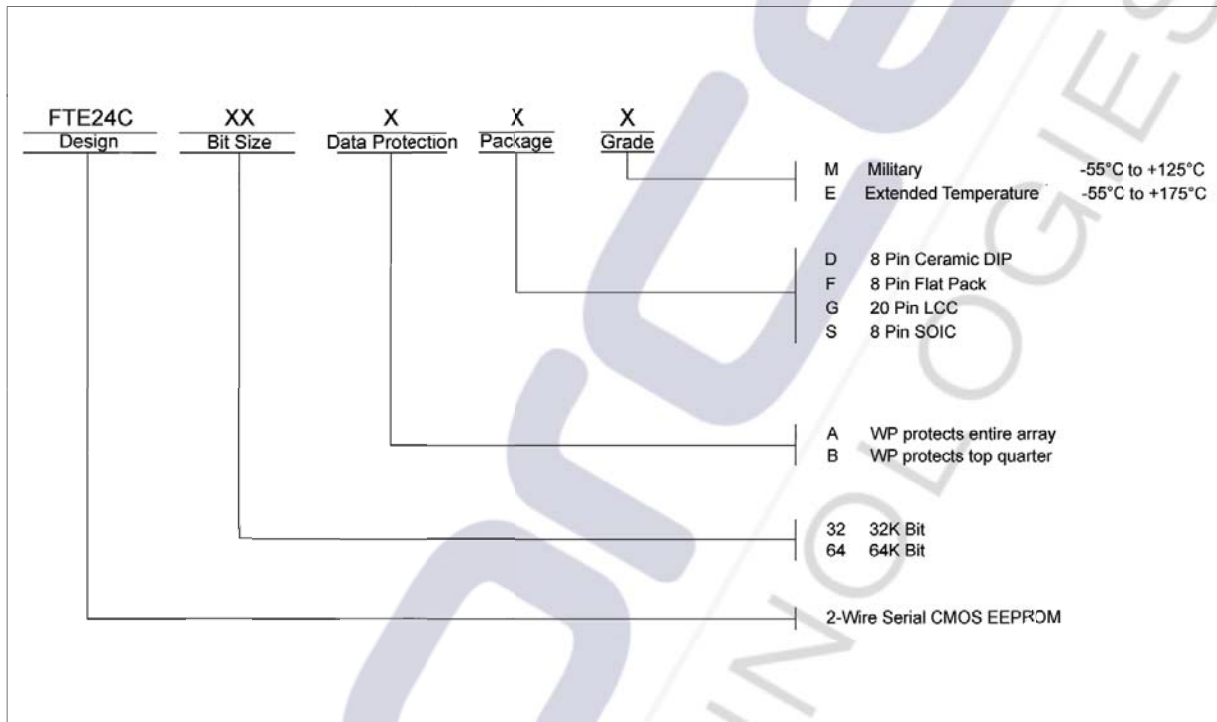 FTE24C XX X X X
Design Bit Size Data Protection Package Grade
M Military -55°C to +125°C
E Extended Temperature -55°C to +175°C
D 8 Pin Ceramic DIP
F 8 Pin Flat Pack
G 20 Pin LCC
S 8 Pin SOIC
A WP protects entire array
B WP protects top quarter
32 32K Bit
64 64K Bit
2-Wire Serial CMOS EEPROM